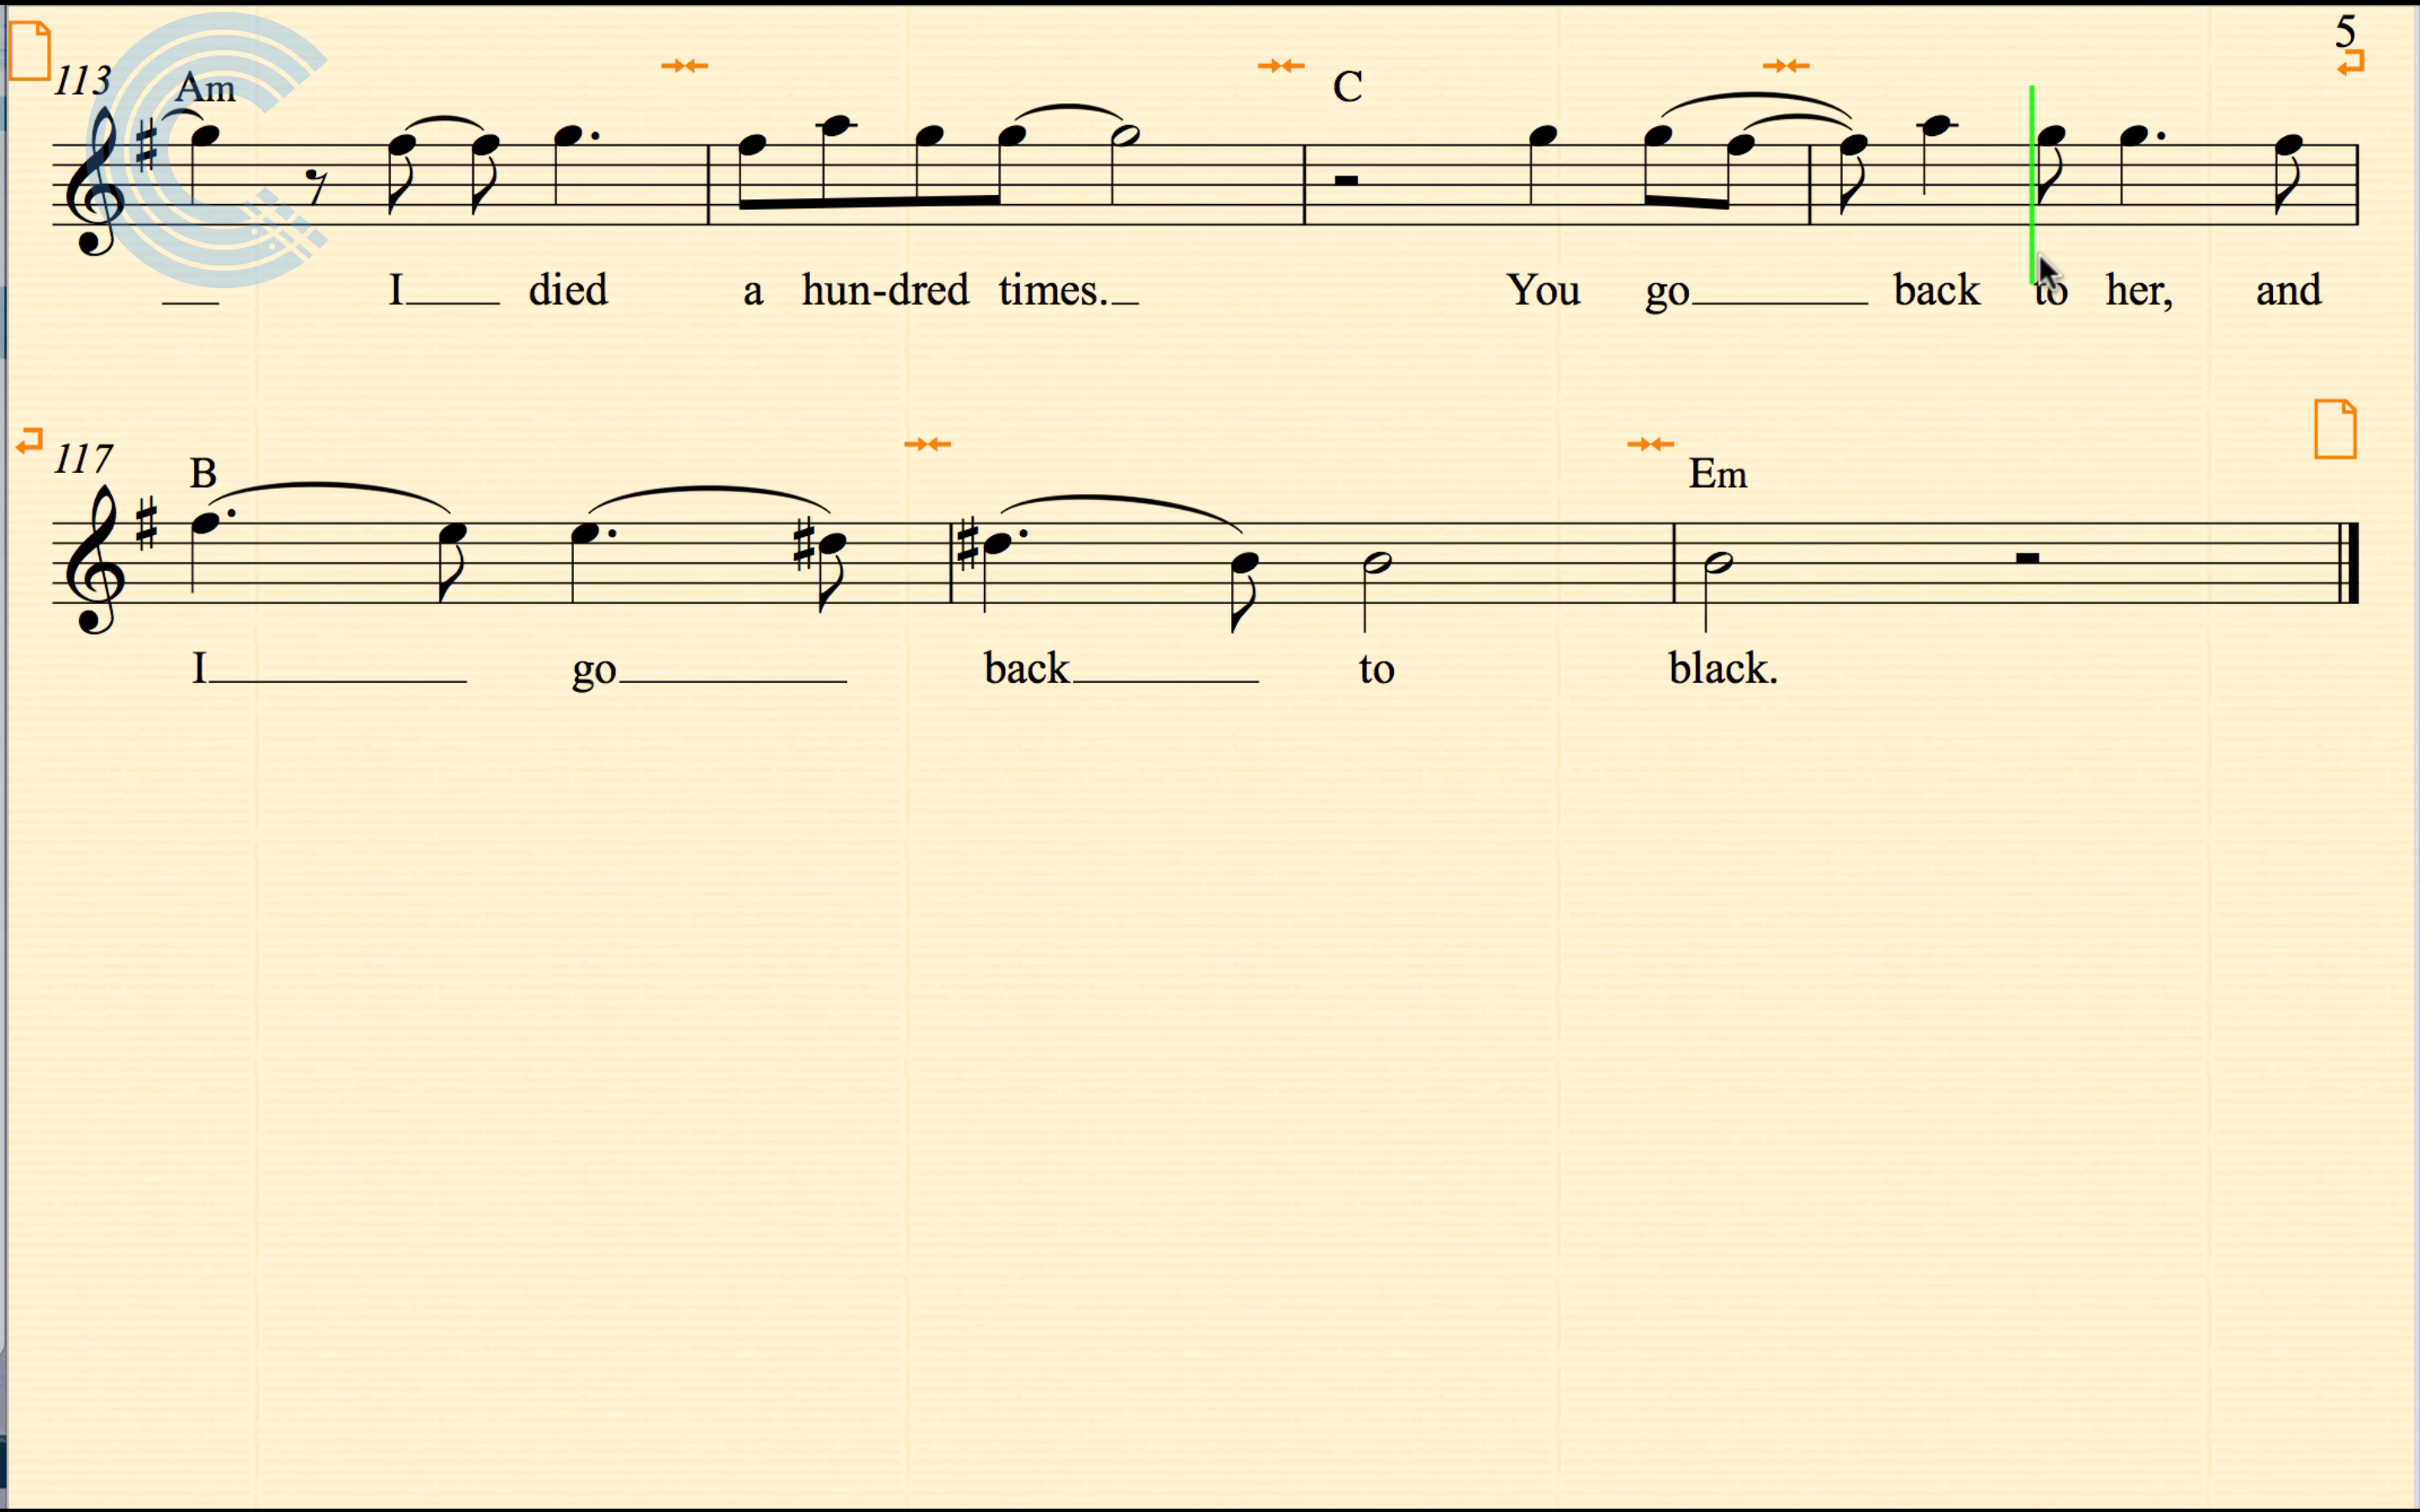 5
113 Am C
I died a hun-dred times. You go back to her, and
117 B Em
I go back to black.